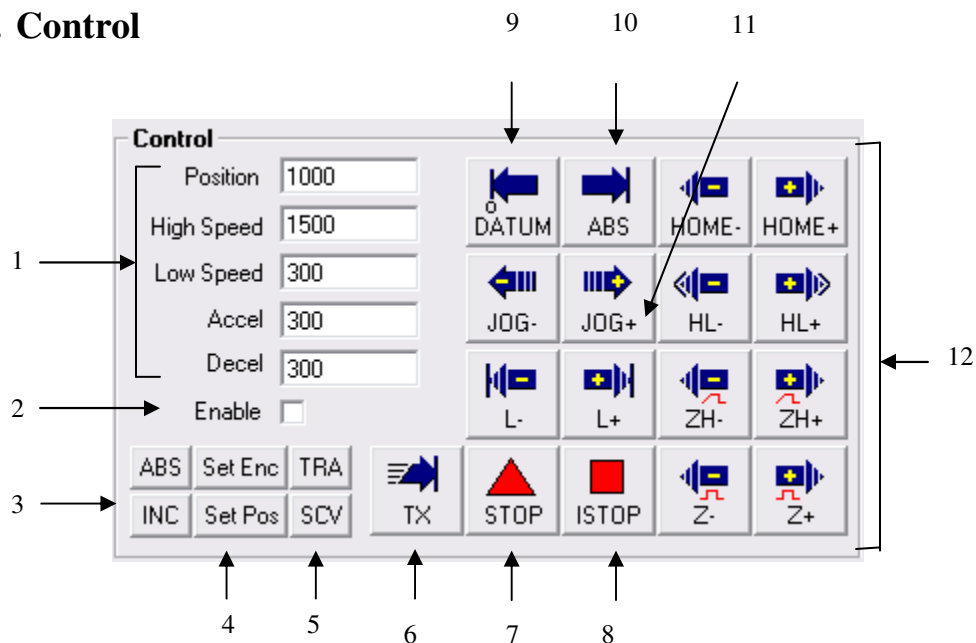 . Control
9 10 11
Control
Position 1000
High Speed 1500
Low Speed 300
Accel 300
Decel 300
Enable
DATUM ABS HOME- HOME+
JOG- JOG+ HL- HL+
L- L+ ZH- ZH+
ABS Set Enc TRA
INC Set Pos SCV
TX STOP ISTOP Z- Z+
1
2
3
12
4 5 6 7 8